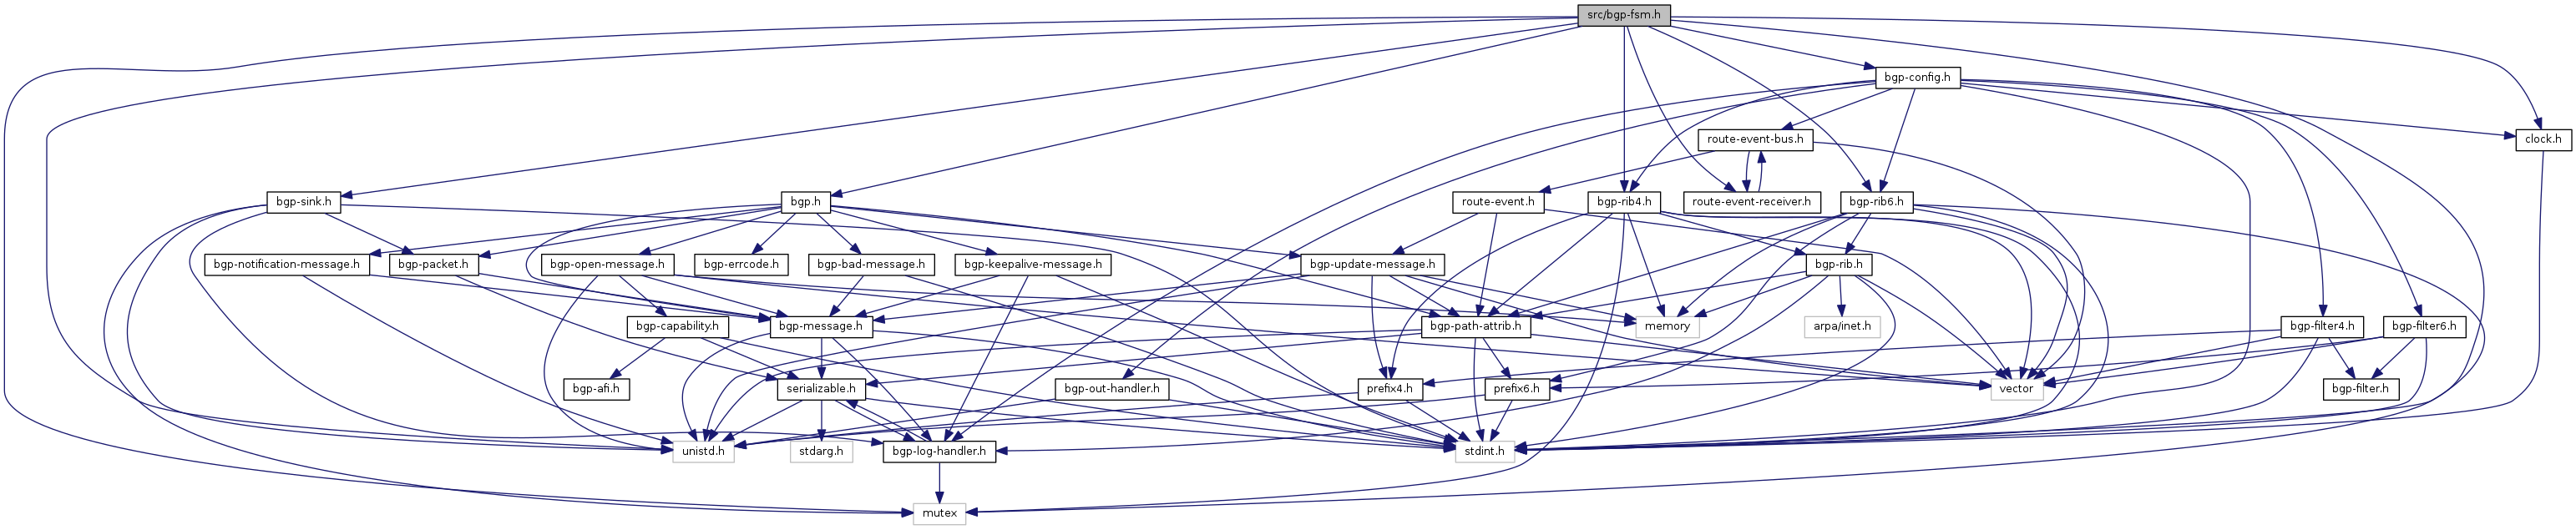 src/bgp-fsm.h
bgp-config.h
route-event-bus.h
clock.h
bgp-sink.h
bgp.h
route-event.h
bgp-rib4.h
route-event-receiver.h
bgp-rib6.h
bgp-notification-message.h
bgp-packet.h
bgp-open-message.h
bgp-errcode.h
bgp-bad-message.h
bgp-keepalive-message.h
bgp-update-message.h
bgp-rib.h
bgp-capability.h
bgp-message.h
memory
bgp-path-attrib.h
arpa/inet.h
bgp-filter4.h
bgp-filter6.h
bgp-afi.h
serializable.h
bgp-out-handler.h
prefix4.h
prefix6.h
vector
bgp-filter.h
unistd.h
stdarg.h
bgp-log-handler.h
stdint.h
mutex